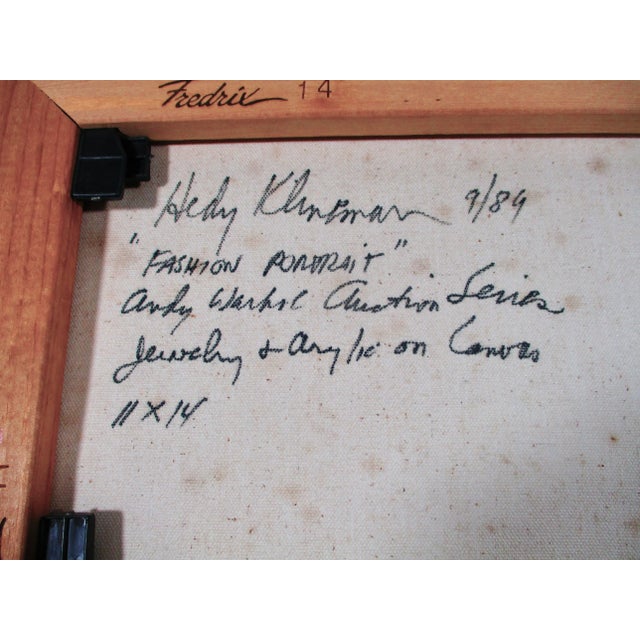 Fredrix 14
Hedy Klineman 9/89
"FASHION PORTRAIT"
Andy Warhol Auction Series
Jewelry + Acrylic on Canvas
11 X 14